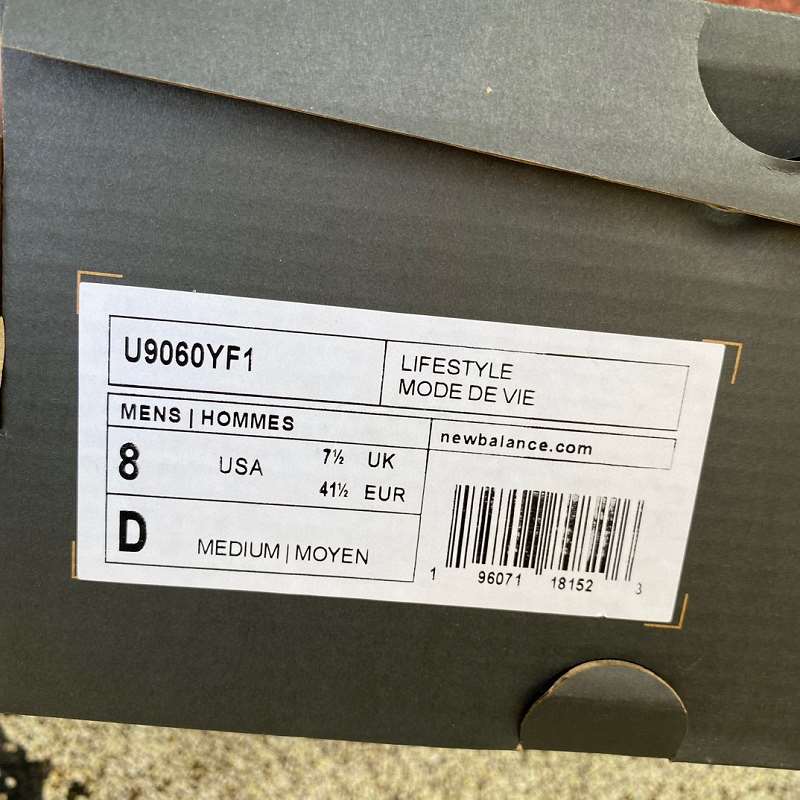 U9060YF1
LIFESTYLE
MODE DE VIE
MENS | HOMMES
newbalance.com
8 USA 7½ UK
41½ EUR
D MEDIUM | MOYEN
1 96071 18152 3